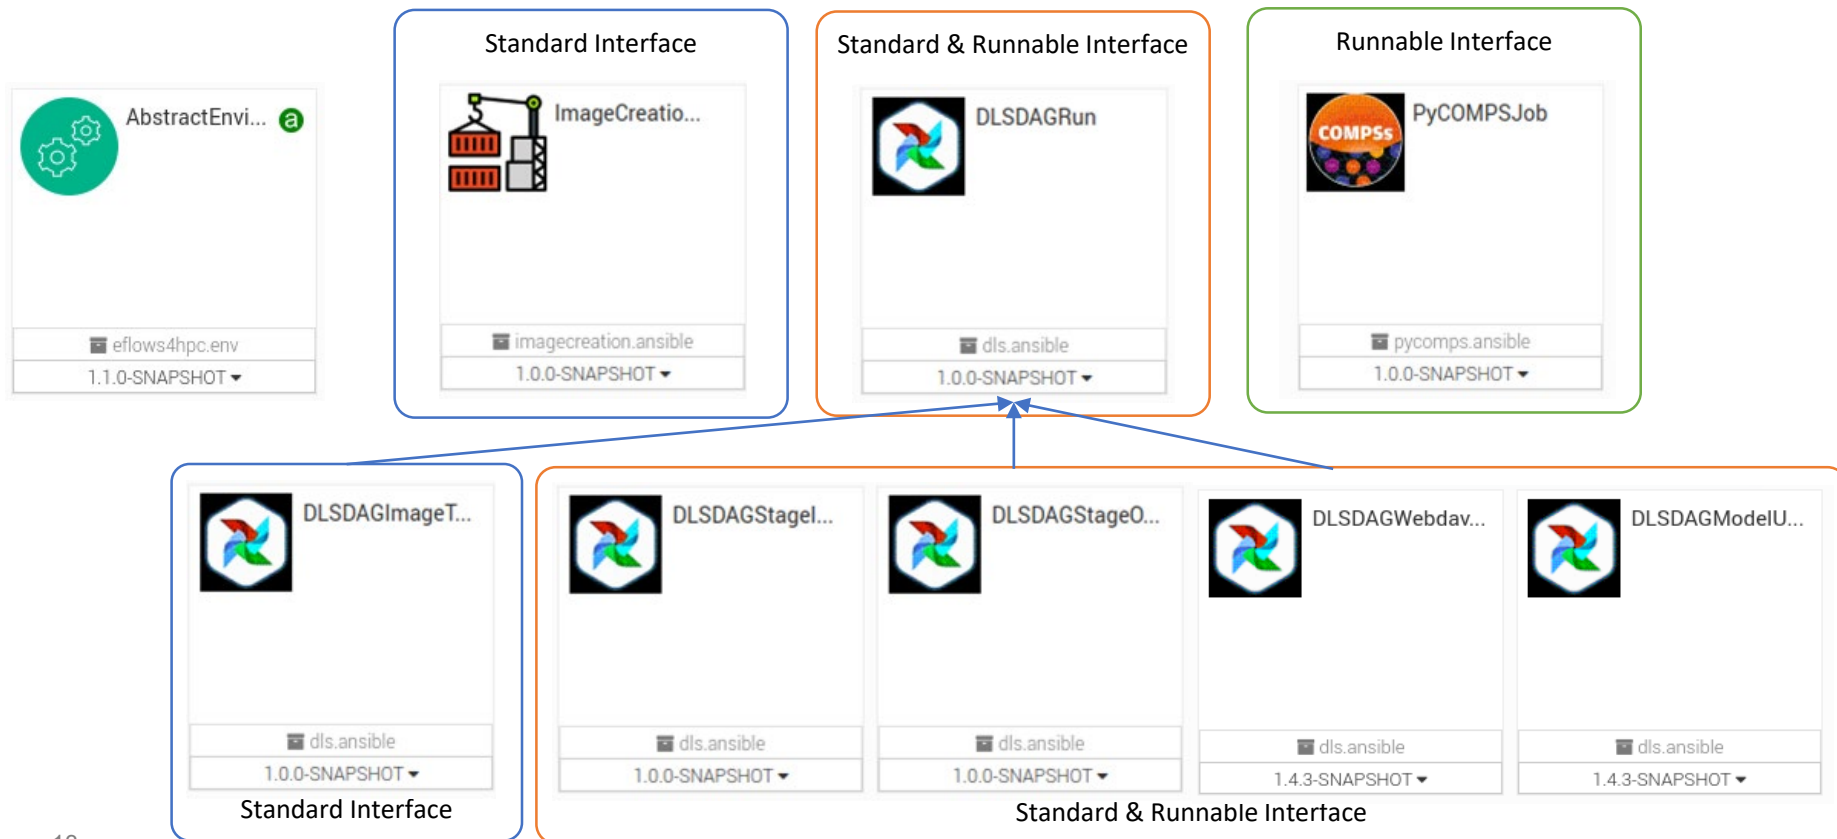 Standard Interface
Standard & Runnable Interface
Runnable Interface
AbstractEnvi... a
ImageCreatio...
DLSDAGRun
COMPSs
PyCOMPSJob
eflows4hpc.env
1.1.0-SNAPSHOT
imagecreation.ansible
1.0.0-SNAPSHOT
dls.ansible
1.0.0-SNAPSHOT
pycomps.ansible
1.0.0-SNAPSHOT
DLSDAGImageT...
DLSDAGStageI...
DLSDAGStageO...
DLSDAGWebdav...
DLSDAGModelU...
dls.ansible
1.0.0-SNAPSHOT
dls.ansible
1.0.0-SNAPSHOT
dls.ansible
1.0.0-SNAPSHOT
dls.ansible
1.4.3-SNAPSHOT
dls.ansible
1.4.3-SNAPSHOT
Standard Interface
Standard & Runnable Interface